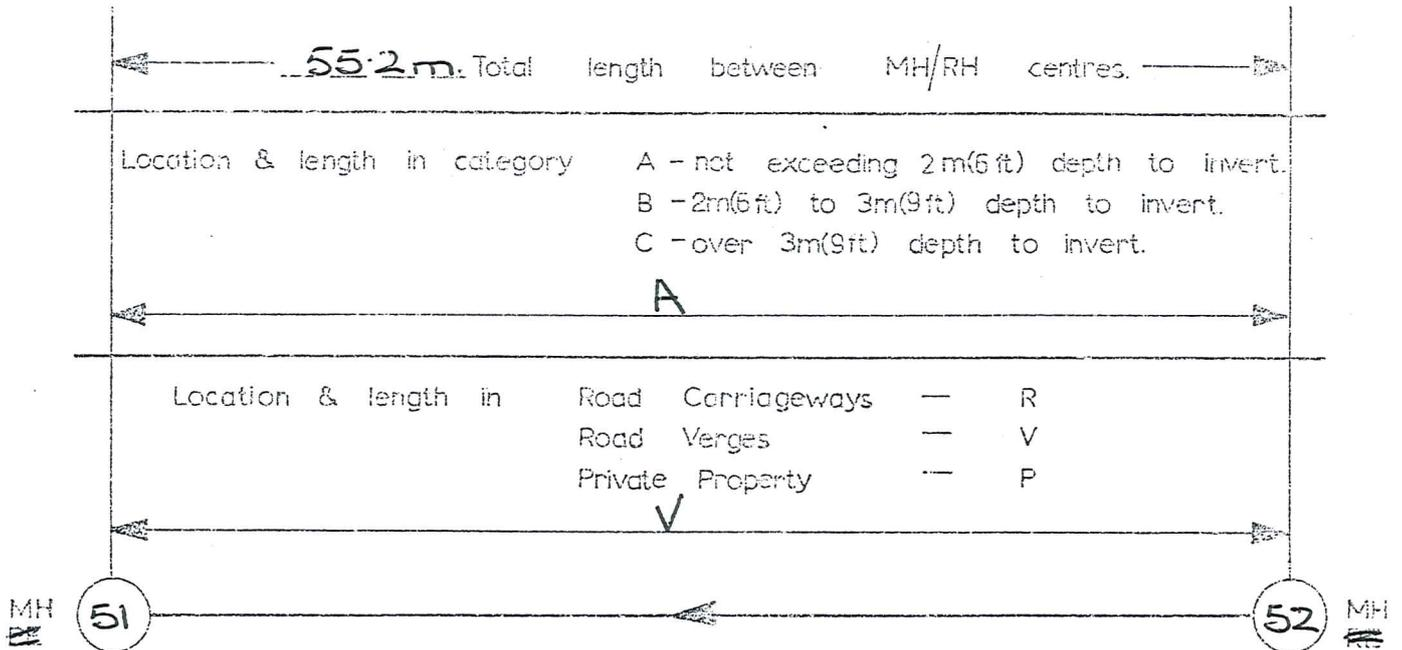 55.2m. Total length between MH/RH centres.
Location & length in category A - not exceeding 2m(6ft) depth to invert.
B - 2m(6ft) to 3m(9ft) depth to invert.
C - over 3m(9ft) depth to invert.
A
Location & length in Road Carriageways — R
Road Verges — V
Private Property — P
V
MH 51 52 MH